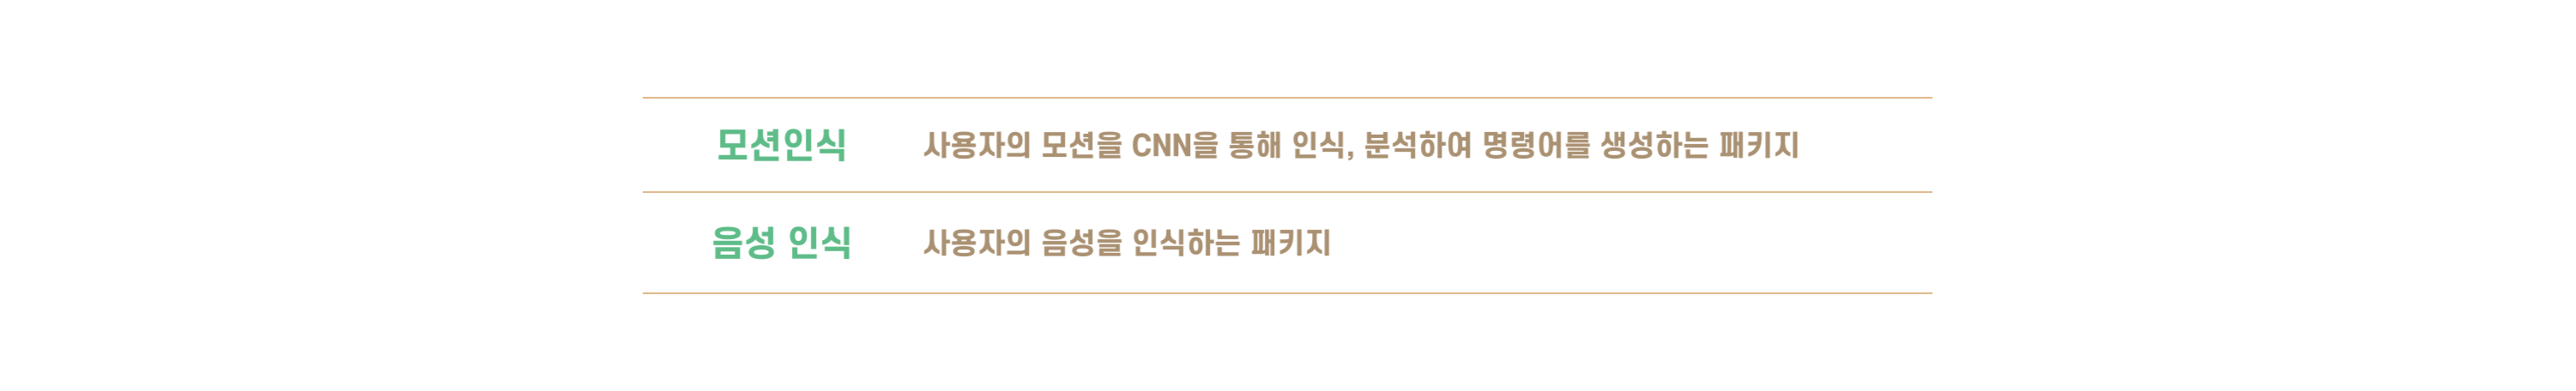 모션인식 사용자의 모션을 CNN을 통해 인식, 분석하여 명령어를 생성하는 패키지
음성 인식 사용자의 음성을 인식하는 패키지